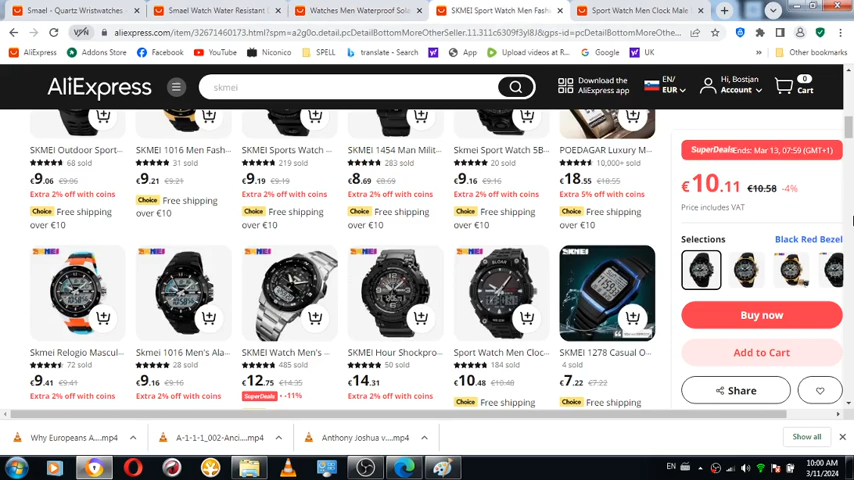 Smael - Quartz Wristwatches
Smael Watch Water Resistant
Watches Men Waterproof So
SKMEI Sport Watch Men Fash
Sport Watch Men Clock Male
VPN
aliexpress.com/item/32671460173.html?spm=a2g0o.detail.pcDetailBottomMoreOtherSeller.11.311c6309f3yl8J&gps-id=pcDetailBottomMoreOthe...
AliExpress
Addons Store
Facebook
YouTube
Niconico
SPELL
translate - Search
App
Upload videos at r...
Google
UK
Other bookmarks
AliExpress
skmei
Download the
AliExpress app
EN/
EUR
Hi, Bostjan
Account
0
Cart
SKMEI Outdoor Sport···
SKMEI 1016 Men Fash···
SKMEI Sports Watch ···
SKMEI 1454 Man Milit···
SKMEI Sport Watch 5B···
POEDAGAR Luxury M···
68 sold
31 sold
219 sold
283 sold
20 sold
10,000+ sold
€9.06 €9.06
€9.21 €9.21
€9.19 €9.19
€8.69 €8.69
€9.16 €9.16
€18.55 €18.55
Extra 2% off with coins
Extra 2% off with coins
Extra 2% off with coins
Extra 2% off with coins
Extra 5% off with coins
Choice Free shipping
over €10
Choice Free shipping
over €10
Choice Free shipping
over €10
Choice Free shipping
over €10
Choice Free shipping
over €10
Choice Free shipping
over €10
SKMEI
SKMEI
SKMEI
SKMEI
Skmei Relogio Mascul···
Skmei 1016 Men's Ala···
SKMEI Watch Men's ···
SKMEI Hour Shockpro···
Sport Watch Men Cloc···
SKMEI 1278 Casual O···
72 sold
28 sold
485 sold
50 sold
184 sold
4 sold
€9.41 €9.41
€9.16 €9.16
€12.75 €14.35
€14.31
€10.48 €10.48
€7.22 €7.22
Extra 2% off with coins
Extra 2% off with coins
SuperDeals -11%
Extra 2% off with coins
Choice Free shipping
Choice Free shipping
SuperDeals Ends: Mar 13, 07:59 (GMT+1)
€10.11 €10.58 -4%
Price includes VAT
Selections
Black Red Bezel
Buy now
Add to Cart
Share
Why Europeans A....mp4
A-1-1-1_002-Anci....mp4
Anthony Joshua v....mp4
Show all
EN
10:00 AM
3/11/2024